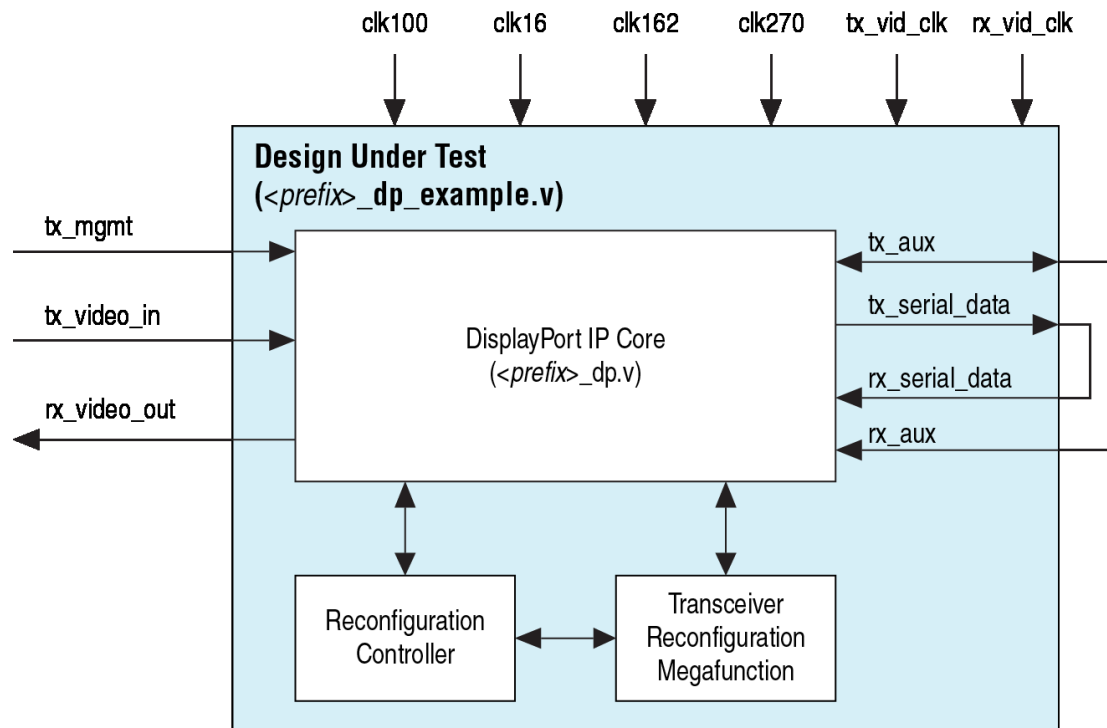 clk100 clk16 clk162 clk270 tx_vid_clk rx_vid_clk
Design Under Test
(<prefix>_dp_example.v)
tx_mgmt
tx_video_in
rx_video_out
DisplayPort IP Core
(<prefix>_dp.v)
tx_aux
tx_serial_data
rx_serial_data
rx_aux
Reconfiguration
Controller
Transceiver
Reconfiguration
Megafunction